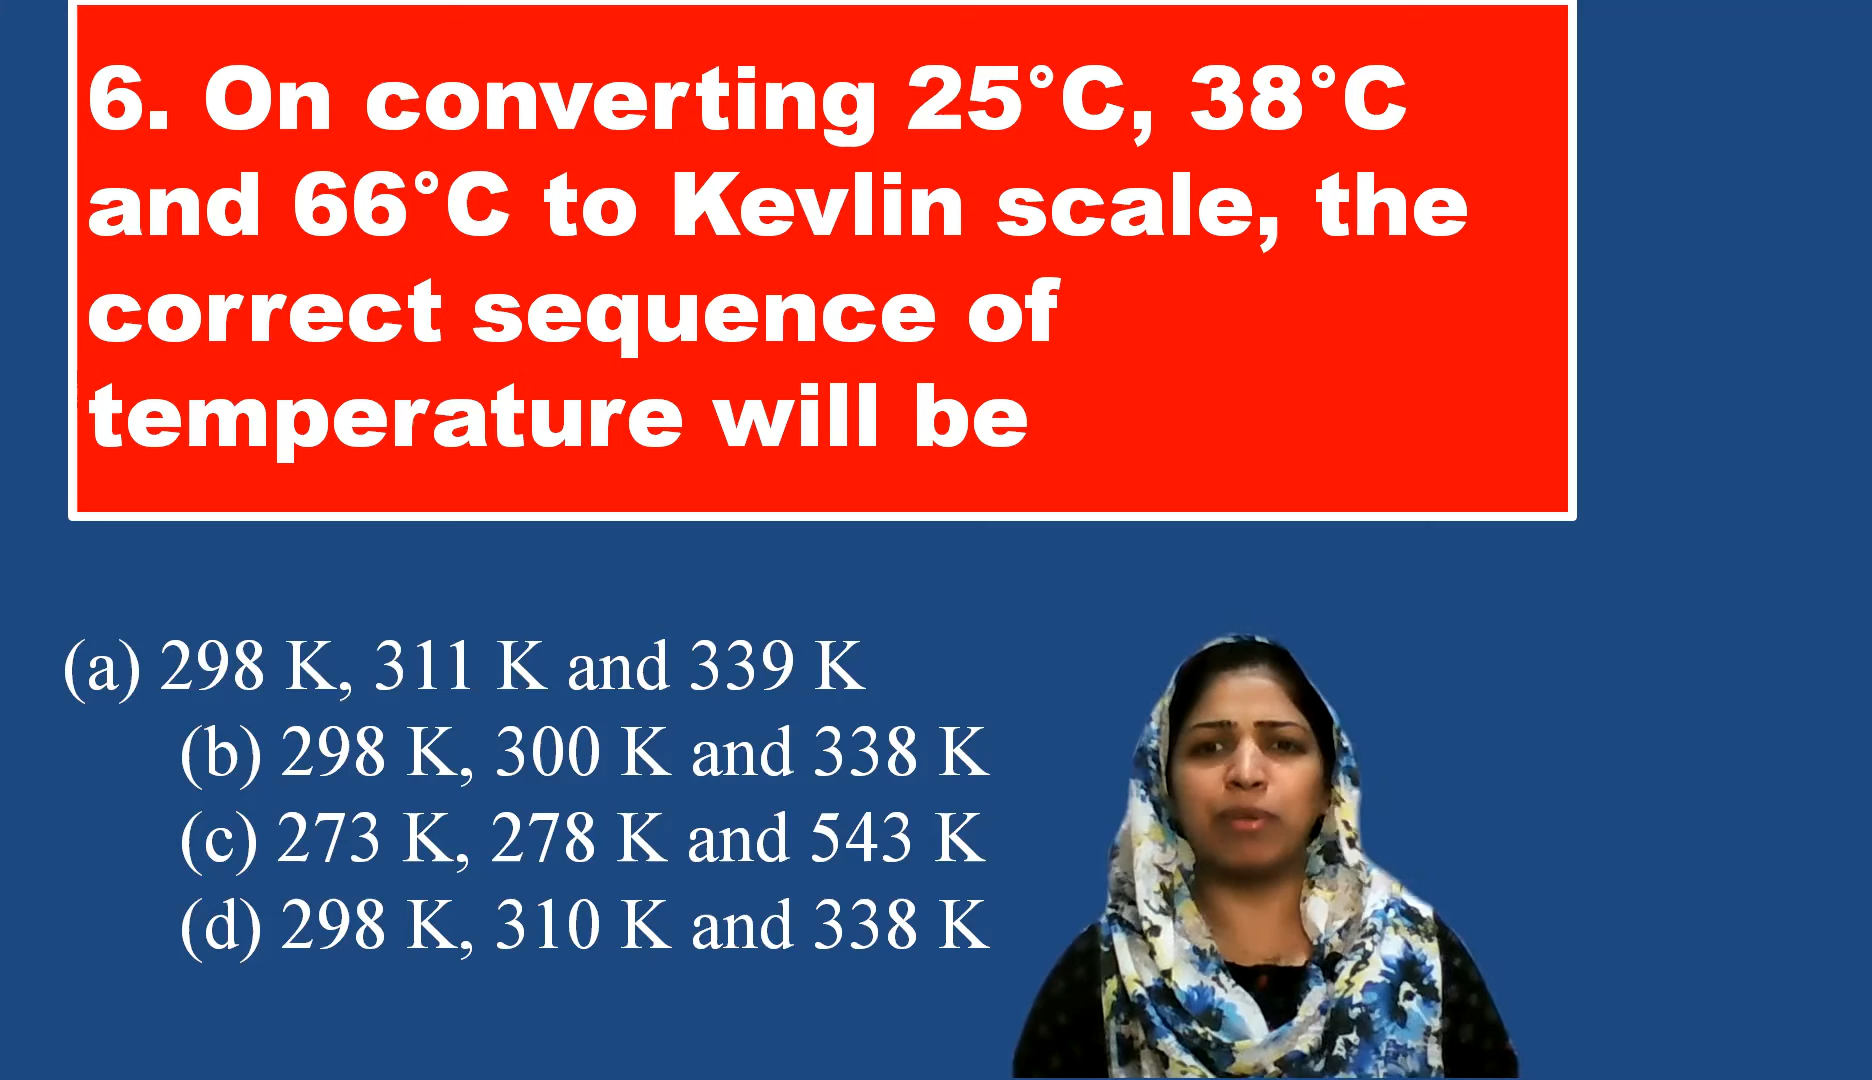 6. On converting 25°C, 38°C
and 66°C to Kevlin scale, the
correct sequence of
temperature will be
(a) 298 K, 311 K and 339 K
(b) 298 K, 300 K and 338 K
(c) 273 K, 278 K and 543 K
(d) 298 K, 310 K and 338 K